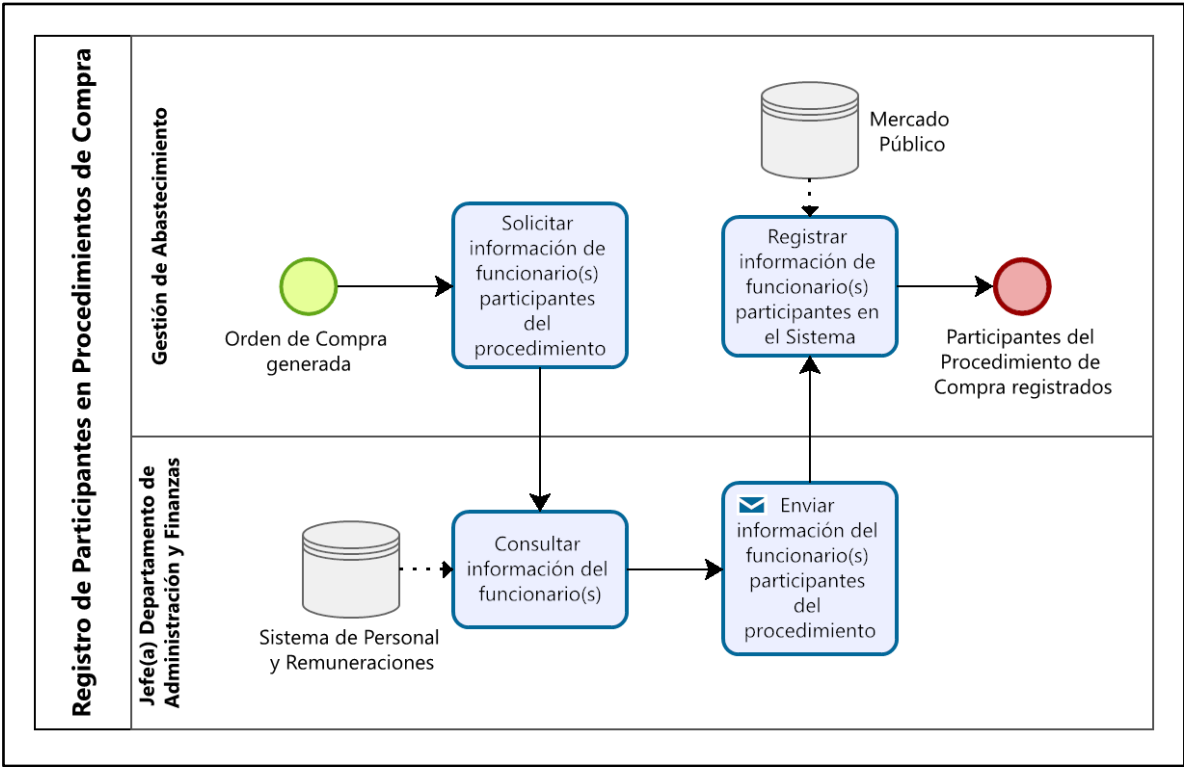 Registro de Participantes en Procedimientos de Compra
Gestión de Abastecimiento
Orden de Compra
generada
Solicitar
información de
funcionario(s)
participantes
del
procedimiento
Mercado
Público
Registrar
información de
funcionario(s)
participantes en
el Sistema
Participantes del
Procedimiento de
Compra registrados
Jefe(a) Departamento de
Administración y Finanzas
Sistema de Personal
y Remuneraciones
Consultar
información del
funcionario(s)
Enviar
información del
funcionario(s)
participantes
del
procedimiento